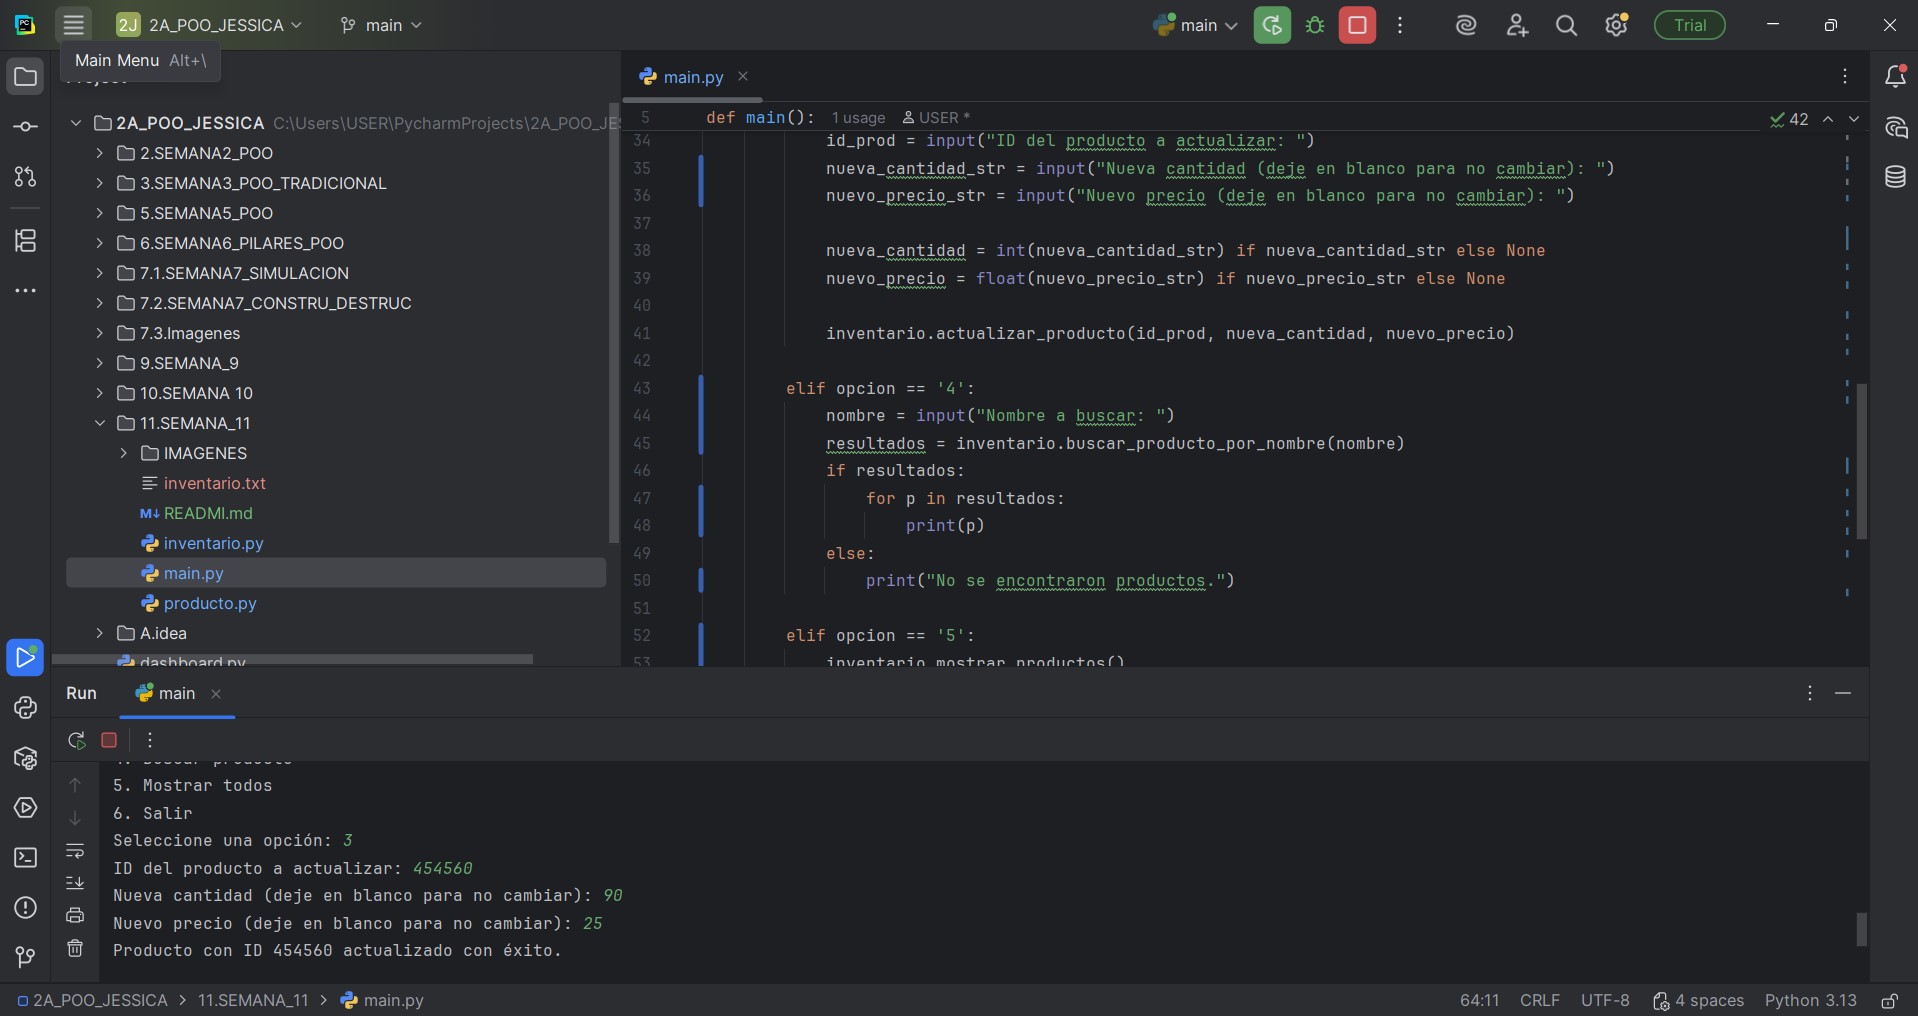 2J 2A_POO_JESSICA main main Trial
Main Menu Alt+\
main.py
2A_POO_JESSICA C:\Users\USER\PycharmProjects\2A_POO_JES
2.SEMANA2_POO
3.SEMANA3_POO_TRADICIONAL
5.SEMANA5_POO
6.SEMANA6_PILARES_POO
7.1.SEMANA7_SIMULACION
7.2.SEMANA7_CONSTRU_DESTRUC
7.3.Imagenes
9.SEMANA_9
10.SEMANA 10
11.SEMANA_11
IMAGENES
inventario.txt
M↓ READMI.md
inventario.py
main.py
producto.py
A.idea
dashboard.py
5 def main(): 1 usage USER * 42
34 id_prod = input("ID del producto a actualizar: ")
35 nueva_cantidad_str = input("Nueva cantidad (deje en blanco para no cambiar): ")
36 nuevo_precio_str = input("Nuevo precio (deje en blanco para no cambiar): ")
37
38 nueva_cantidad = int(nueva_cantidad_str) if nueva_cantidad_str else None
39 nuevo_precio = float(nuevo_precio_str) if nuevo_precio_str else None
40
41 inventario.actualizar_producto(id_prod, nueva_cantidad, nuevo_precio)
42
43 elif opcion == '4':
44 nombre = input("Nombre a buscar: ")
45 resultados = inventario.buscar_producto_por_nombre(nombre)
46 if resultados:
47 for p in resultados:
48 print(p)
49 else:
50 print("No se encontraron productos.")
51
52 elif opcion == '5':
53 inventario.mostrar_productos()
Run main
4. Buscar producto
5. Mostrar todos
6. Salir
Seleccione una opción: 3
ID del producto a actualizar: 454560
Nueva cantidad (deje en blanco para no cambiar): 90
Nuevo precio (deje en blanco para no cambiar): 25
Producto con ID 454560 actualizado con éxito.
2A_POO_JESSICA > 11.SEMANA_11 > main.py 64:11 CRLF UTF-8 4 spaces Python 3.13